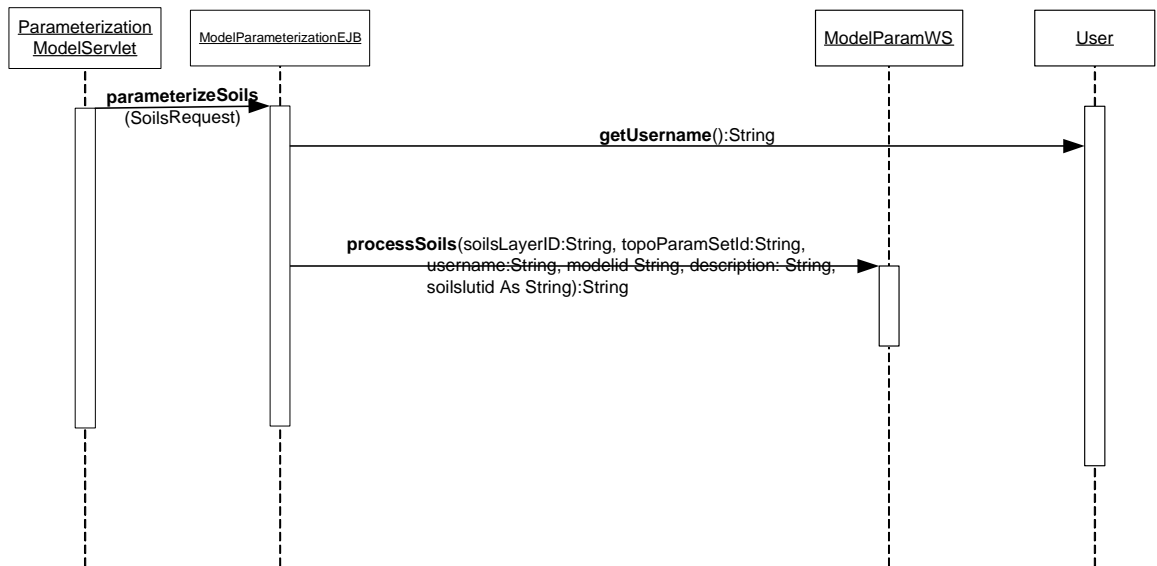 Parameterization
ModelServlet
ModelParameterizationEJB
ModelParamWS
User
parameterizeSoils
(SoilsRequest)
getUsername():String
processSoils(soilsLayerID:String, topoParamSetId:String,
username:String, modelid String, description: String,
soilslutid As String):String